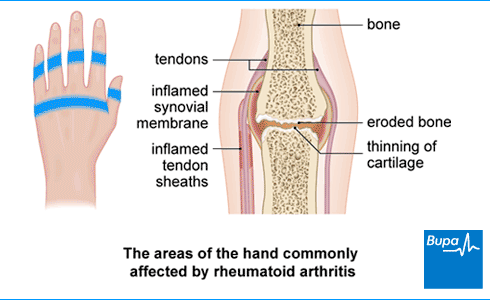 bone
tendons
inflamed
synovial
membrane
eroded bone
thinning of
cartilage
inflamed
tendon
sheaths
The areas of the hand commonly
affected by rheumatoid arthritis
Bupa